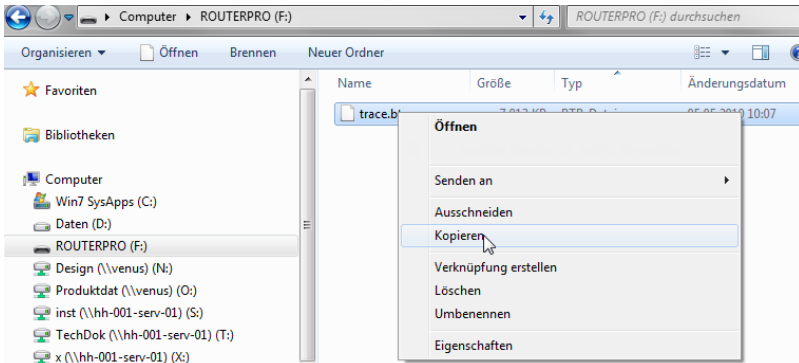 Computer ROUTERPRO (F:) ROUTERPRO (F:) durchsuchen
Organisieren Öffnen Brennen Neuer Ordner
Name Größe Typ Änderungsdatum
Favoriten
Bibliotheken
Computer
Win7 SysApps (C:)
Daten (D:)
ROUTERPRO (F:)
Design (\\venus) (N:)
Produktdat (\\venus) (O:)
inst (\\hh-001-serv-01) (S:)
TechDok (\\hh-001-serv-01) (T:)
x (\\hh-001-serv-01) (X:)
10:07
Öffnen
Senden an
Ausschneiden
Kopieren
Verknüpfung erstellen
Löschen
Umbenennen
Eigenschaften